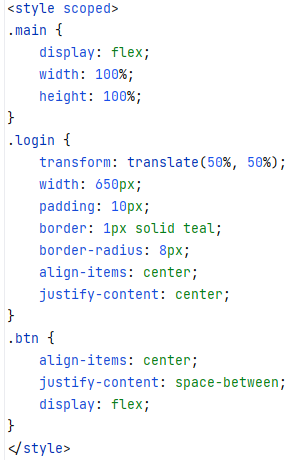 <style scoped>
.main {
    display: flex;
    width: 100%;
    height: 100%;
}
.login {
    transform: translate(50%, 50%);
    width: 650px;
    padding: 10px;
    border: 1px solid teal;
    border-radius: 8px;
    align-items: center;
    justify-content: center;
}
.btn {
    align-items: center;
    justify-content: space-between;
    display: flex;
}
</style>